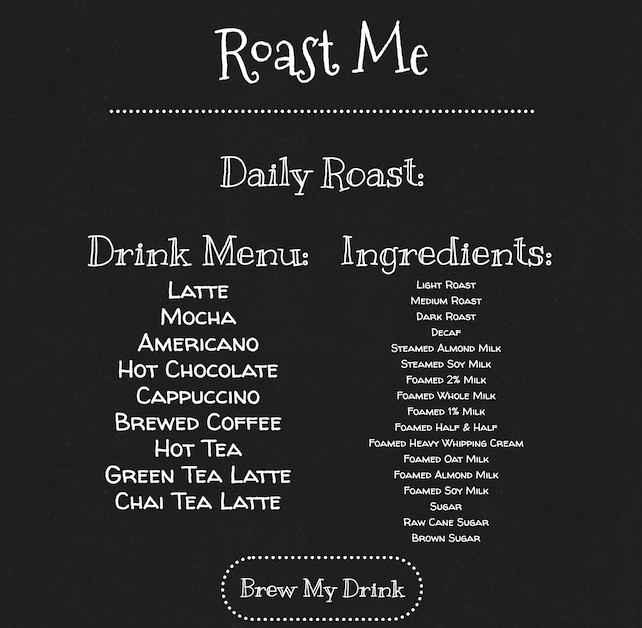 Roast Me
Daily Roast:
Drink Menu:
Latte
Mocha
Americano
Hot Chocolate
Cappuccino
Brewed Coffee
Hot Tea
Green Tea Latte
Chai Tea Latte
Ingredients:
Light Roast
Medium Roast
Dark Roast
Decaf
Steamed Almond Milk
Steamed Soy Milk
Foamed 2% Milk
Foamed Whole Milk
Foamed 1% Milk
Foamed Half & Half
Foamed Heavy Whipping Cream
Foamed Oat Milk
Foamed Almond Milk
Foamed Soy Milk
Sugar
Raw Cane Sugar
Brown Sugar
Brew My Drink